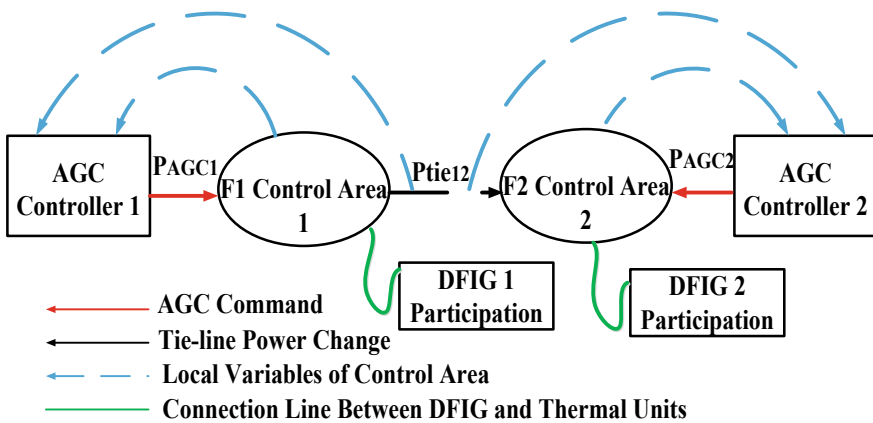 AGC
Controller 1
PAGC1
F1 Control Area
1
Ptie12
F2 Control Area
2
PAGC2
AGC
Controller 2
DFIG 1
Participation
DFIG 2
Participation
AGC Command
Tie-line Power Change
Local Variables of Control Area
Connection Line Between DFIG and Thermal Units